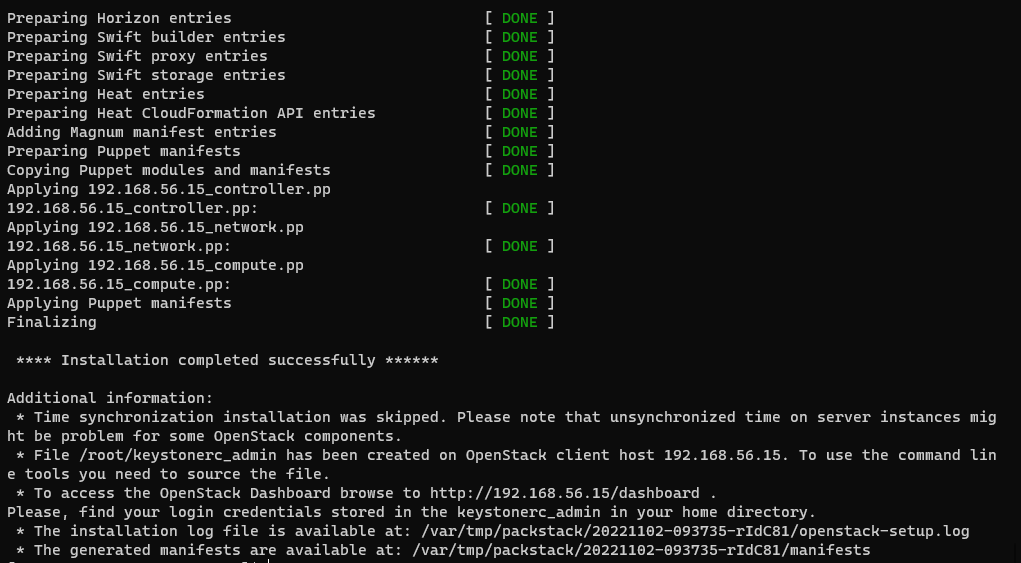 Preparing Horizon entries [ DONE ]
Preparing Swift builder entries [ DONE ]
Preparing Swift proxy entries [ DONE ]
Preparing Swift storage entries [ DONE ]
Preparing Heat entries [ DONE ]
Preparing Heat CloudFormation API entries [ DONE ]
Adding Magnum manifest entries [ DONE ]
Preparing Puppet manifests [ DONE ]
Copying Puppet modules and manifests [ DONE ]
Applying 192.168.56.15_controller.pp
192.168.56.15_controller.pp: [ DONE ]
Applying 192.168.56.15_network.pp
192.168.56.15_network.pp: [ DONE ]
Applying 192.168.56.15_compute.pp
192.168.56.15_compute.pp: [ DONE ]
Applying Puppet manifests [ DONE ]
Finalizing [ DONE ]
**** Installation completed successfully ******
Additional information:
* Time synchronization installation was skipped. Please note that unsynchronized time on server instances mig
ht be problem for some OpenStack components.
* File /root/keystonerc_admin has been created on OpenStack client host 192.168.56.15. To use the command lin
e tools you need to source the file.
* To access the OpenStack Dashboard browse to http://192.168.56.15/dashboard .
Please, find your login credentials stored in the keystonerc_admin in your home directory.
* The installation log file is available at: /var/tmp/packstack/20221102-093735-rIdC81/openstack-setup.log
* The generated manifests are available at: /var/tmp/packstack/20221102-093735-rIdC81/manifests